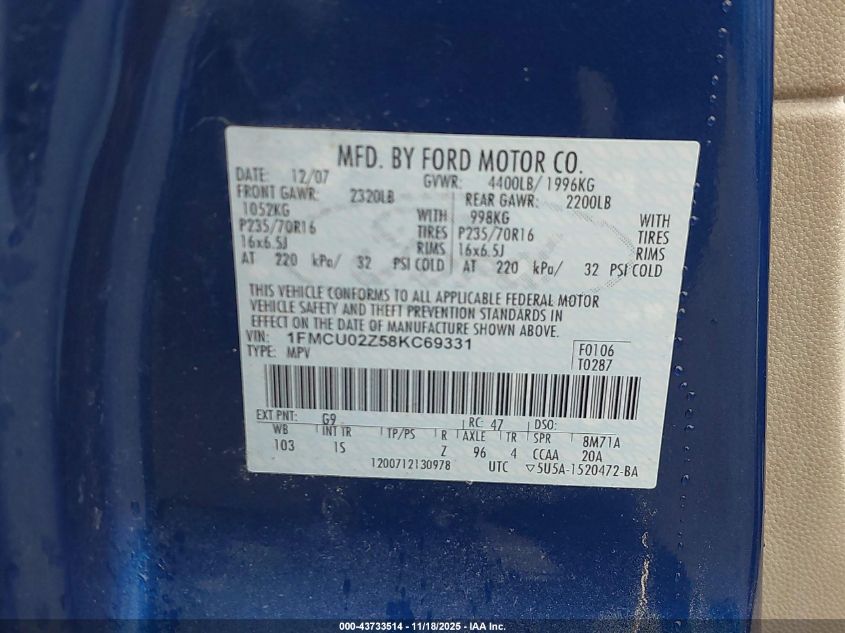 MFD. BY FORD MOTOR CO.
DATE: 12/07 GVWR: 4400LB/ 1996KG
FRONT GAWR: 2320LB REAR GAWR: 2200LB
1052KG WITH 998KG WITH
P235/70R16 TIRES P235/70R16 TIRES
16x6.5J RIMS 16x6.5J RIMS
AT 220 kPa/ 32 PSI COLD AT 220 kPa/ 32 PSI COLD
THIS VEHICLE CONFORMS TO ALL APPLICABLE FEDERAL MOTOR
VEHICLE SAFETY AND THEFT PREVENTION STANDARDS IN
EFFECT ON THE DATE OF MANUFACTURE SHOWN ABOVE.
VIN: 1FMCU02Z58KC69331 F0106
TYPE: MPV T0287
EXT PNT: G9 RC: 47 DSO:
WB INT TR TP/PS R AXLE TR SPR 8M71A
103 IS Z 96 4 CCAA 20A
1200712130978 UTC ▽5U5A-1520472-BA
000-43733514 - 11/18/2025 - IAA Inc.